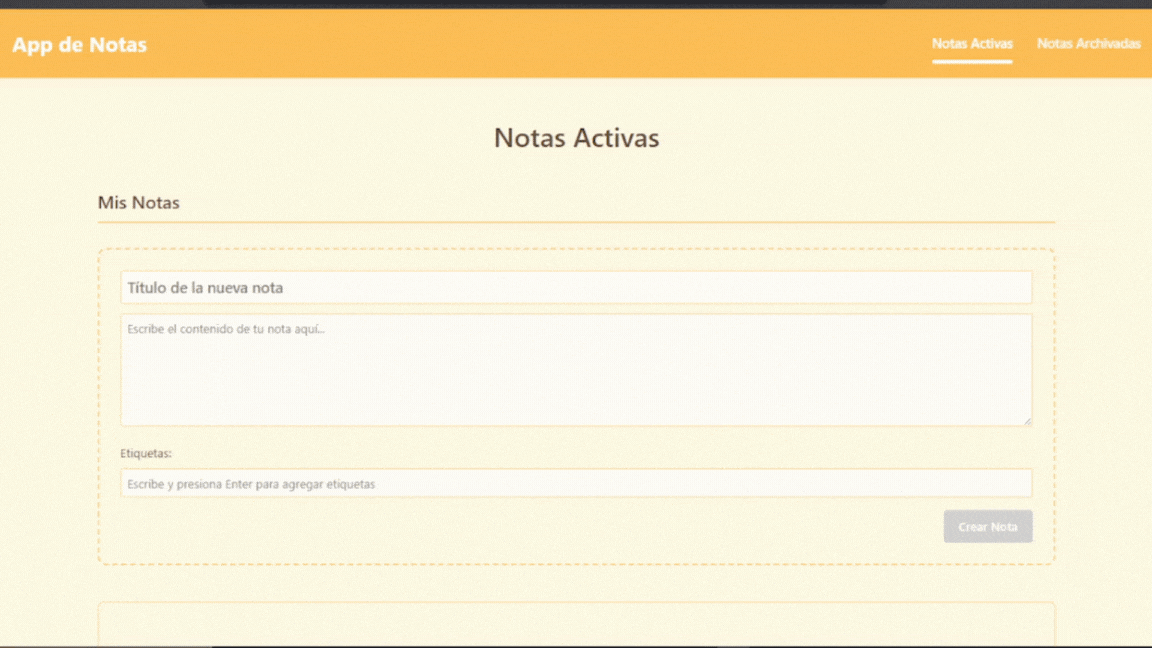 App de Notas
Notas Activas
Notas Archivadas
Notas Activas
Mis Notas
Título de la nueva nota
Escribe el contenido de tu nota aquí...
Etiquetas:
Escribe y presiona Enter para agregar etiquetas
Crear Nota